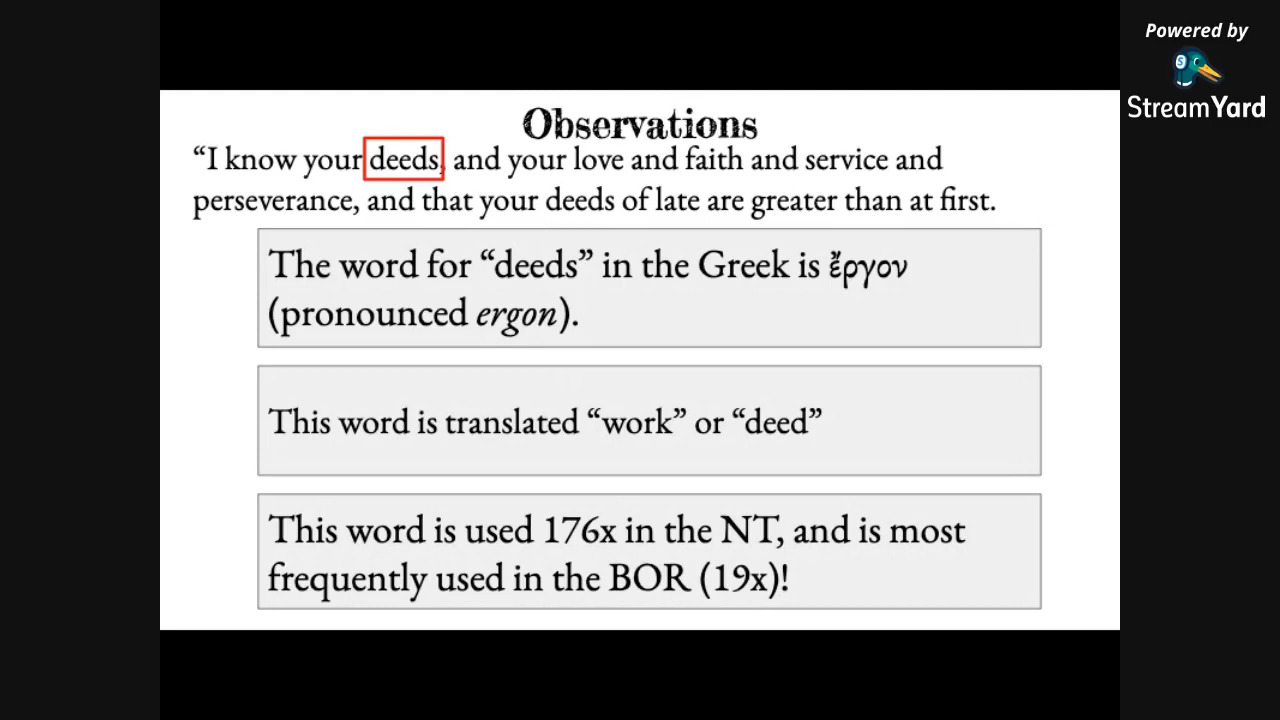 Powered by
StreamYard
Observations
“I know your deeds, and your love and faith and service and
perseverance, and that your deeds of late are greater than at first.
The word for “deeds” in the Greek is ἔργον
(pronounced ergon).
This word is translated “work” or “deed”
This word is used 176x in the NT, and is most
frequently used in the BOR (19x)!